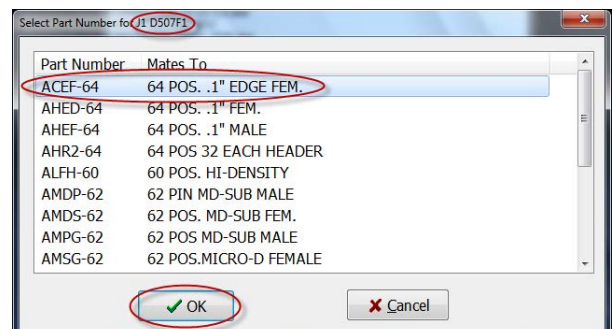 Select Part Number for J1 D507F1
Part Number Mates To
ACEF-64 64 POS. .1" EDGE FEM.
AHED-64 64 POS. .1" FEM.
AHEF-64 64 POS. .1" MALE
AHR2-64 64 POS 32 EACH HEADER
ALFH-60 60 POS. HI-DENSITY
AMDP-62 62 PIN MD-SUB MALE
AMDS-62 62 POS. MD-SUB FEM.
AMPG-62 62 POS MD-SUB MALE
AMSG-62 62 POS.MICRO-D FEMALE
OK Cancel